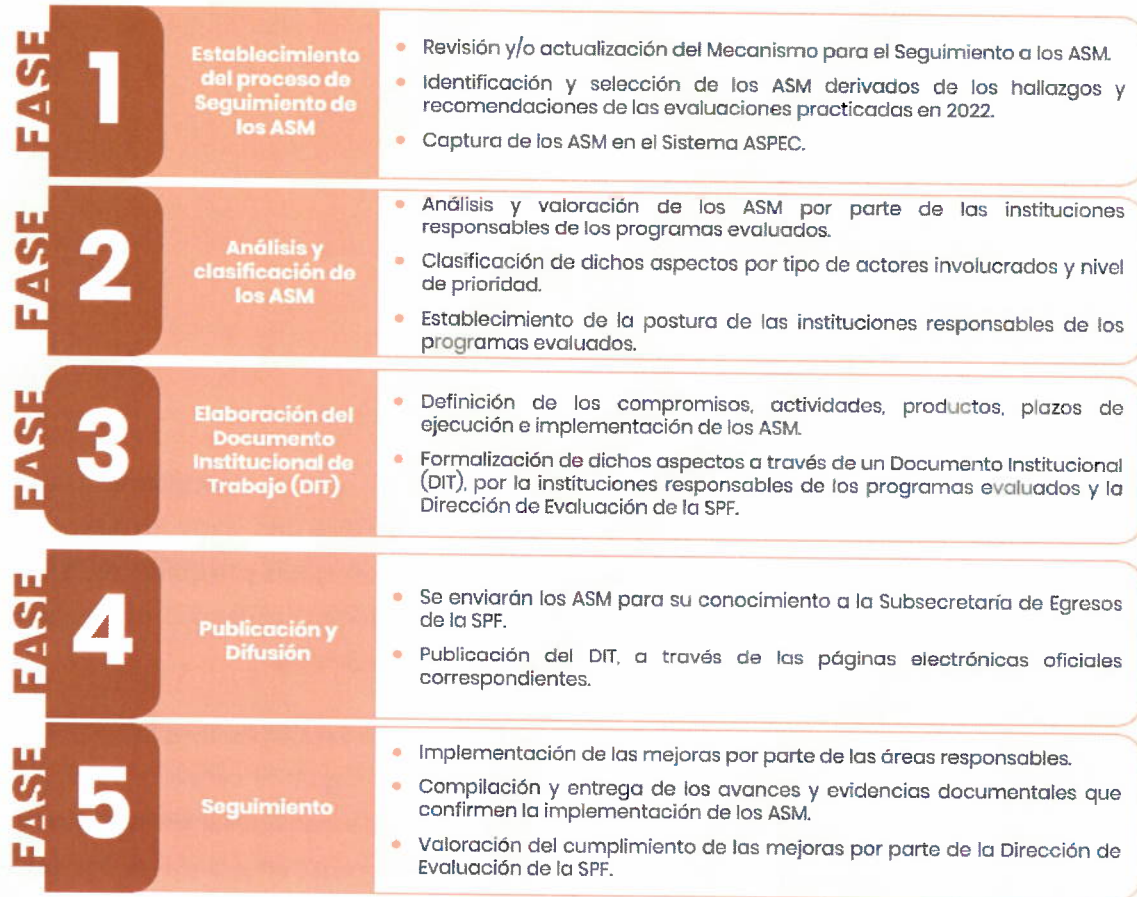 FASE
1
Establecimiento
del proceso de
Seguimiento de
los ASM
• Revisión y/o actualización del Mecanismo para el Seguimiento a los ASM.
• Identificación y selección de los ASM derivados de los hallazgos y
recomendaciones de las evaluaciones practicadas en 2022.
• Captura de los ASM en el Sistema ASPEC.
FASE
2
Análisis y
clasificación de
los ASM
• Análisis y valoración de los ASM por parte de las instituciones
responsables de los programas evaluados.
• Clasificación de dichos aspectos por tipo de actores involucrados y nivel
de prioridad.
• Establecimiento de la postura de las instituciones responsables de los
programas evaluados.
FASE
3
Elaboración del
Documento
Institucional de
Trabajo (DIT)
• Definición de los compromisos, actividades, productos, plazos de
ejecución e implementación de los ASM.
• Formalización de dichos aspectos a través de un Documento Institucional
(DIT), por la instituciones responsables de los programas evaluados y la
Dirección de Evaluación de la SPF.
FASE
4
Publicación y
Difusión
• Se enviarán los ASM para su conocimiento a la Subsecretaría de Egresos
de la SPF.
• Publicación del DIT, a través de las páginas electrónicas oficiales
correspondientes.
FASE
5
Seguimiento
• Implementación de las mejoras por parte de las áreas responsables.
• Compilación y entrega de los avances y evidencias documentales que
confirmen la implementación de los ASM.
• Valoración del cumplimiento de las mejoras por parte de la Dirección de
Evaluación de la SPF.